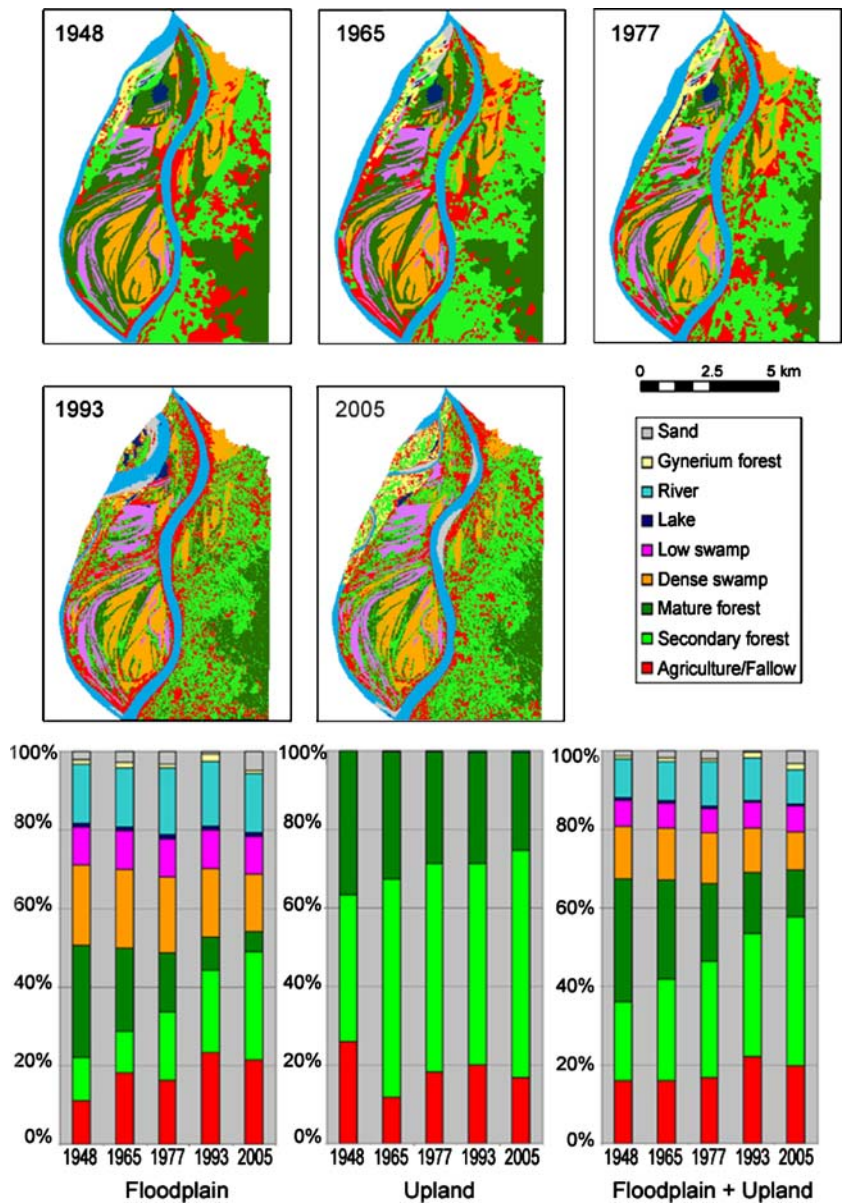 1948
1965
1977
1993
2005
0 2.5 5 km
Sand
Gynerium forest
River
Lake
Low swamp
Dense swamp
Mature forest
Secondary forest
Agriculture/Fallow
100%
80%
60%
40%
20%
0%
1948 1965 1977 1993 2005
Floodplain
100%
80%
60%
40%
20%
0%
1948 1965 1977 1993 2005
Upland
100%
80%
60%
40%
20%
0%
1948 1965 1977 1993 2005
Floodplain + Upland